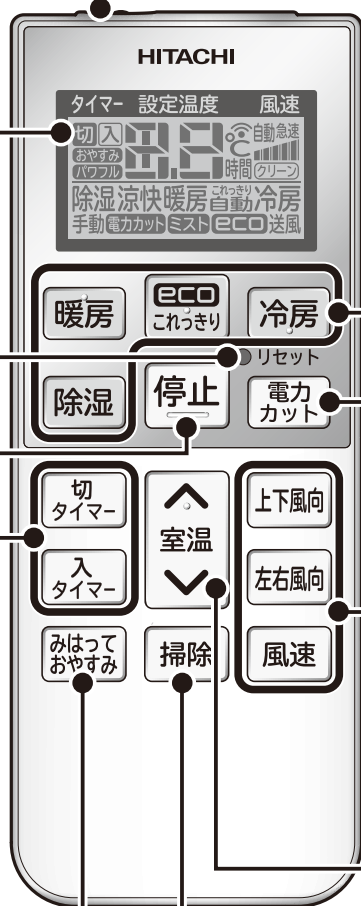 HITACHI
タイマー 設定温度 風速
切 入 ℃ 自動 急速
おやすみ
パワフル 時間 クリーン
除湿 涼快 暖房 これっきり自動 冷房
手動 電力カット ミスト eco 送風
暖房 eco これっきり 冷房
リセット
除湿 停止 電力カット
切タイマー 上下風向
室温
入タイマー 左右風向
みはっておやすみ 掃除 風速